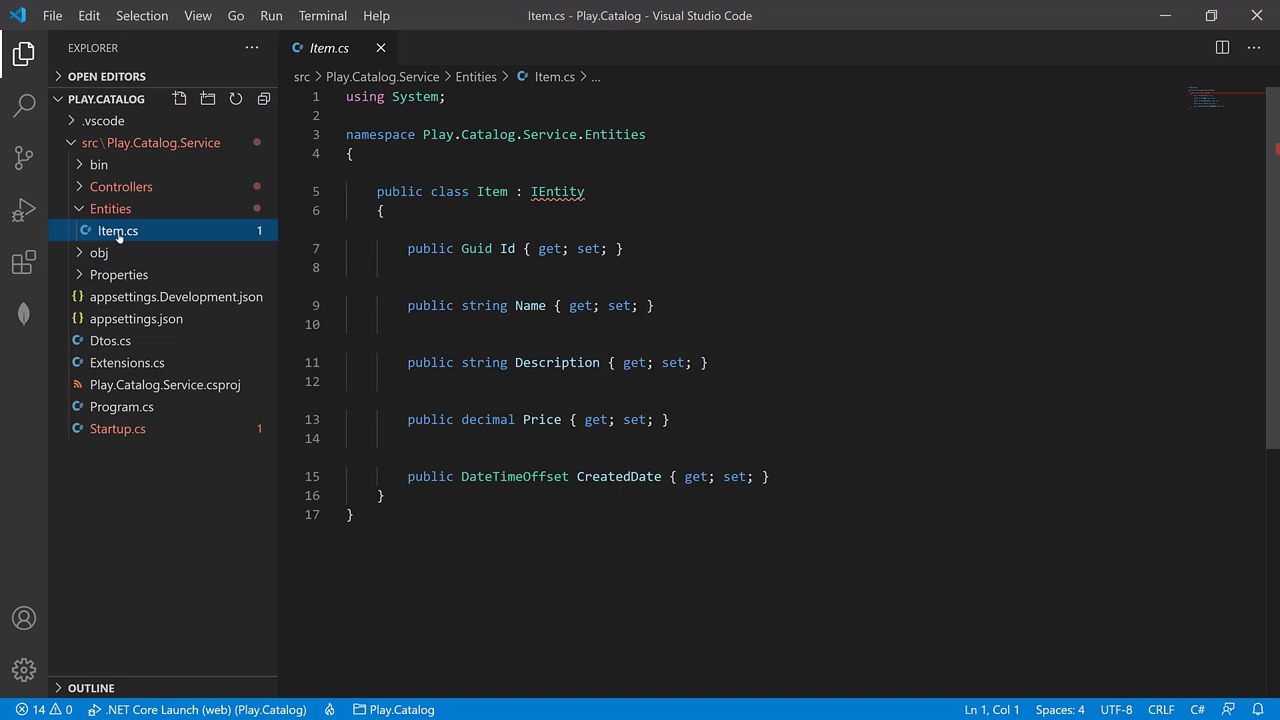 File Edit Selection View Go Run Terminal Help
Item.cs - Play.Catalog - Visual Studio Code
EXPLORER
OPEN EDITORS
PLAY.CATALOG
.vscode
src\Play.Catalog.Service
bin
Controllers
Entities
Item.cs 1
obj
Properties
appsettings.Development.json
appsettings.json
Dtos.cs
Extensions.cs
Play.Catalog.Service.csproj
Program.cs
Startup.cs 1
OUTLINE
Item.cs
src > Play.Catalog.Service > Entities > Item.cs > ...
1 using System;
2
3 namespace Play.Catalog.Service.Entities
4 {
5 public class Item : IEntity
6 {
7 public Guid Id { get; set; }
8
9 public string Name { get; set; }
10
11 public string Description { get; set; }
12
13 public decimal Price { get; set; }
14
15 public DateTimeOffset CreatedDate { get; set; }
16 }
17 }
14 0 .NET Core Launch (web) (Play.Catalog) Play.Catalog Ln 1, Col 1 Spaces: 4 UTF-8 CRLF C#